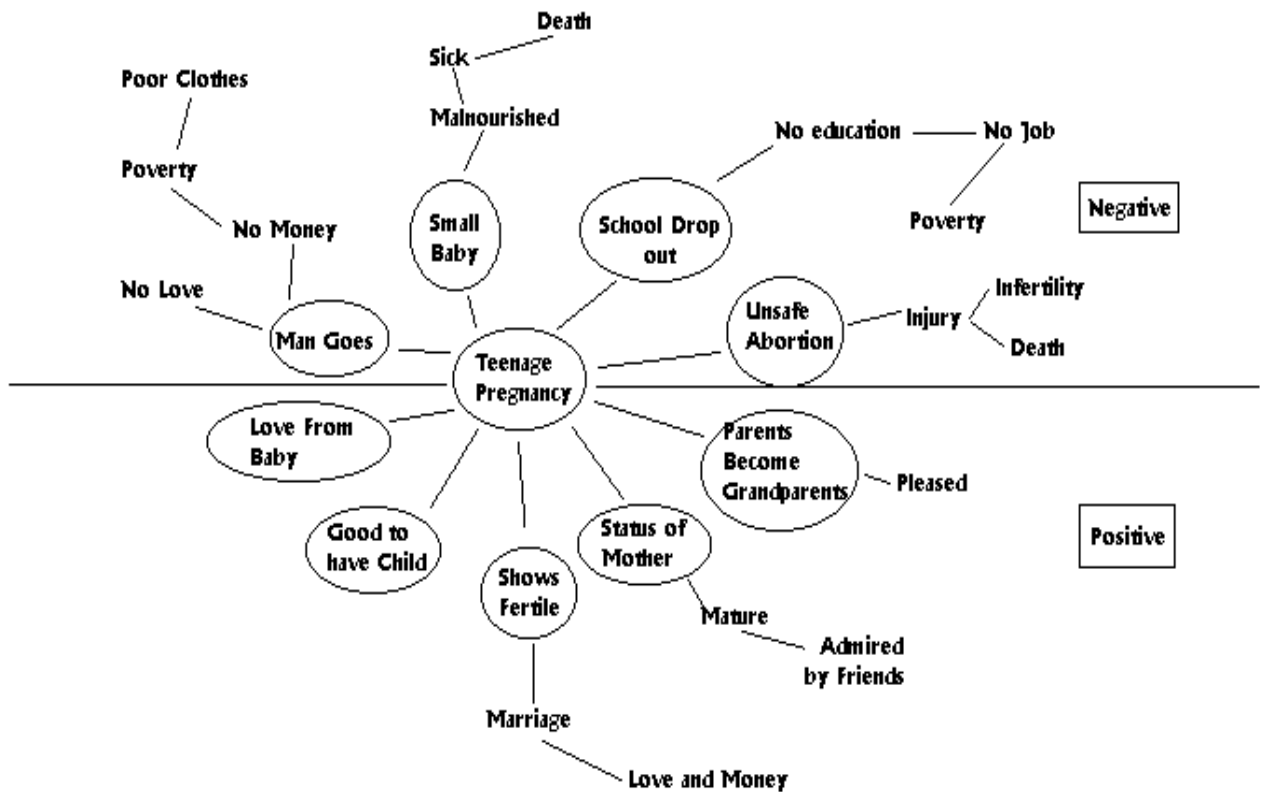 Death
Sick
Poor Clothes
Malnourished
No education
No Job
Poverty
Small
Baby
School Drop
out
Poverty
Negative
No Money
No Love
Man Goes
Unsafe
Abortion
Injury
Infertility
Death
Teenage
Pregnancy
Love From
Baby
Parents
Become
Grandparents
Pleased
Good to
have Child
Shows
Fertile
Status of
Mother
Positive
Mature
Admired
by Friends
Marriage
Love and Money